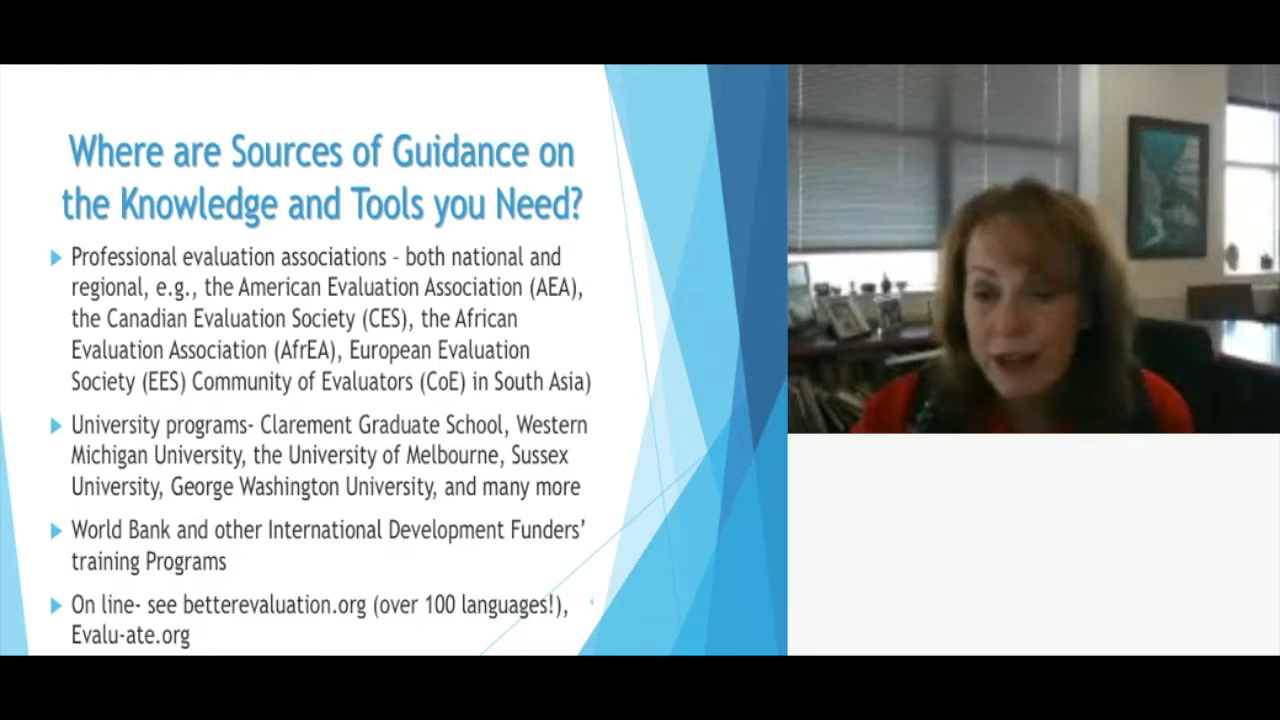 Where are Sources of Guidance on
the Knowledge and Tools you Need?
Professional evaluation associations – both national and
regional, e.g., the American Evaluation Association (AEA),
the Canadian Evaluation Society (CES), the African
Evaluation Association (AfrEA), European Evaluation
Society (EES) Community of Evaluators (CoE) in South Asia)
University programs- Clarement Graduate School, Western
Michigan University, the University of Melbourne, Sussex
University, George Washington University, and many more
World Bank and other International Development Funders’
training Programs
On line- see betterevaluation.org (over 100 languages!),
Evalu-ate.org